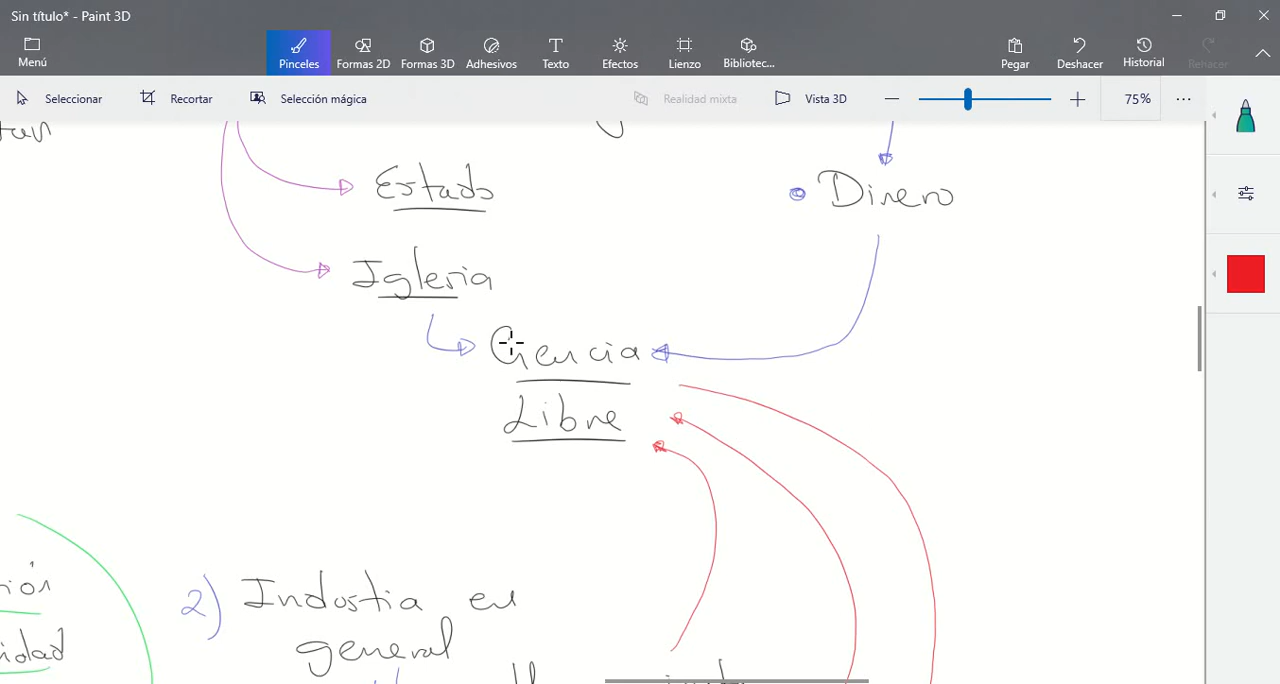 Sin título* - Paint 3D
Menú
Pinceles
Formas 2D
Formas 3D
Adhesivos
Texto
Efectos
Lienzo
Bibliotec...
Pegar
Deshacer
Historial
Rehacer
Seleccionar
Recortar
Selección mágica
Realidad mixta
Vista 3D
75%
Estado
Dinero
Iglesia
Ciencia
Libre
2) Industia en
general